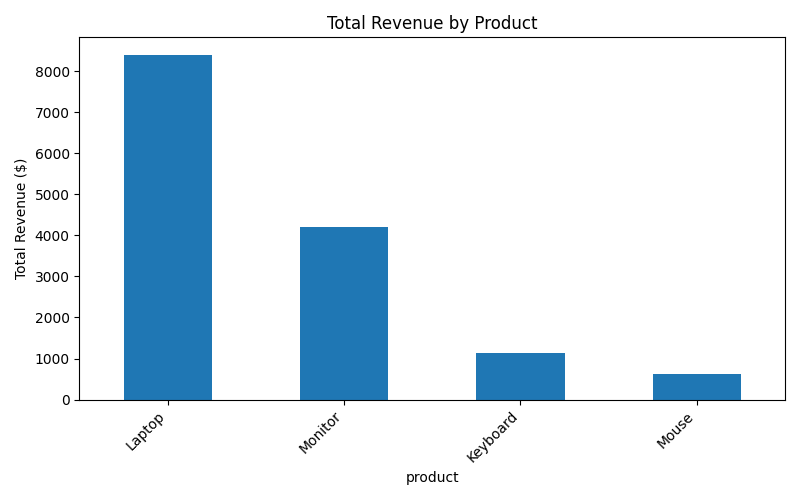 Total Revenue by Product
Total Revenue ($)
8000
7000
6000
5000
4000
3000
2000
1000
0
Laptop
Monitor
Keyboard
Mouse
product